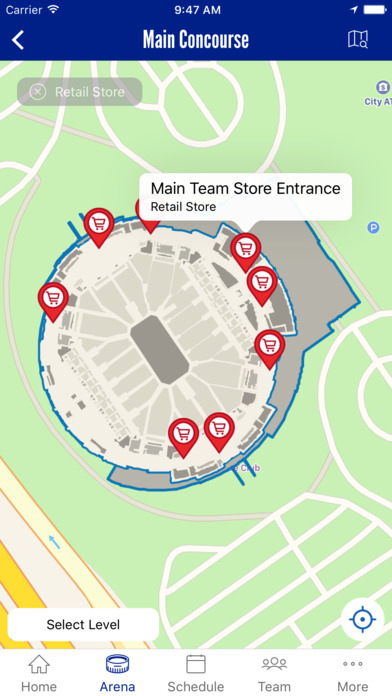 Carrier 9:47 AM
Main Concourse
Retail Store
City AT
Main Team Store Entrance
Retail Store
P
Club
Select Level
Home Arena Schedule Team More